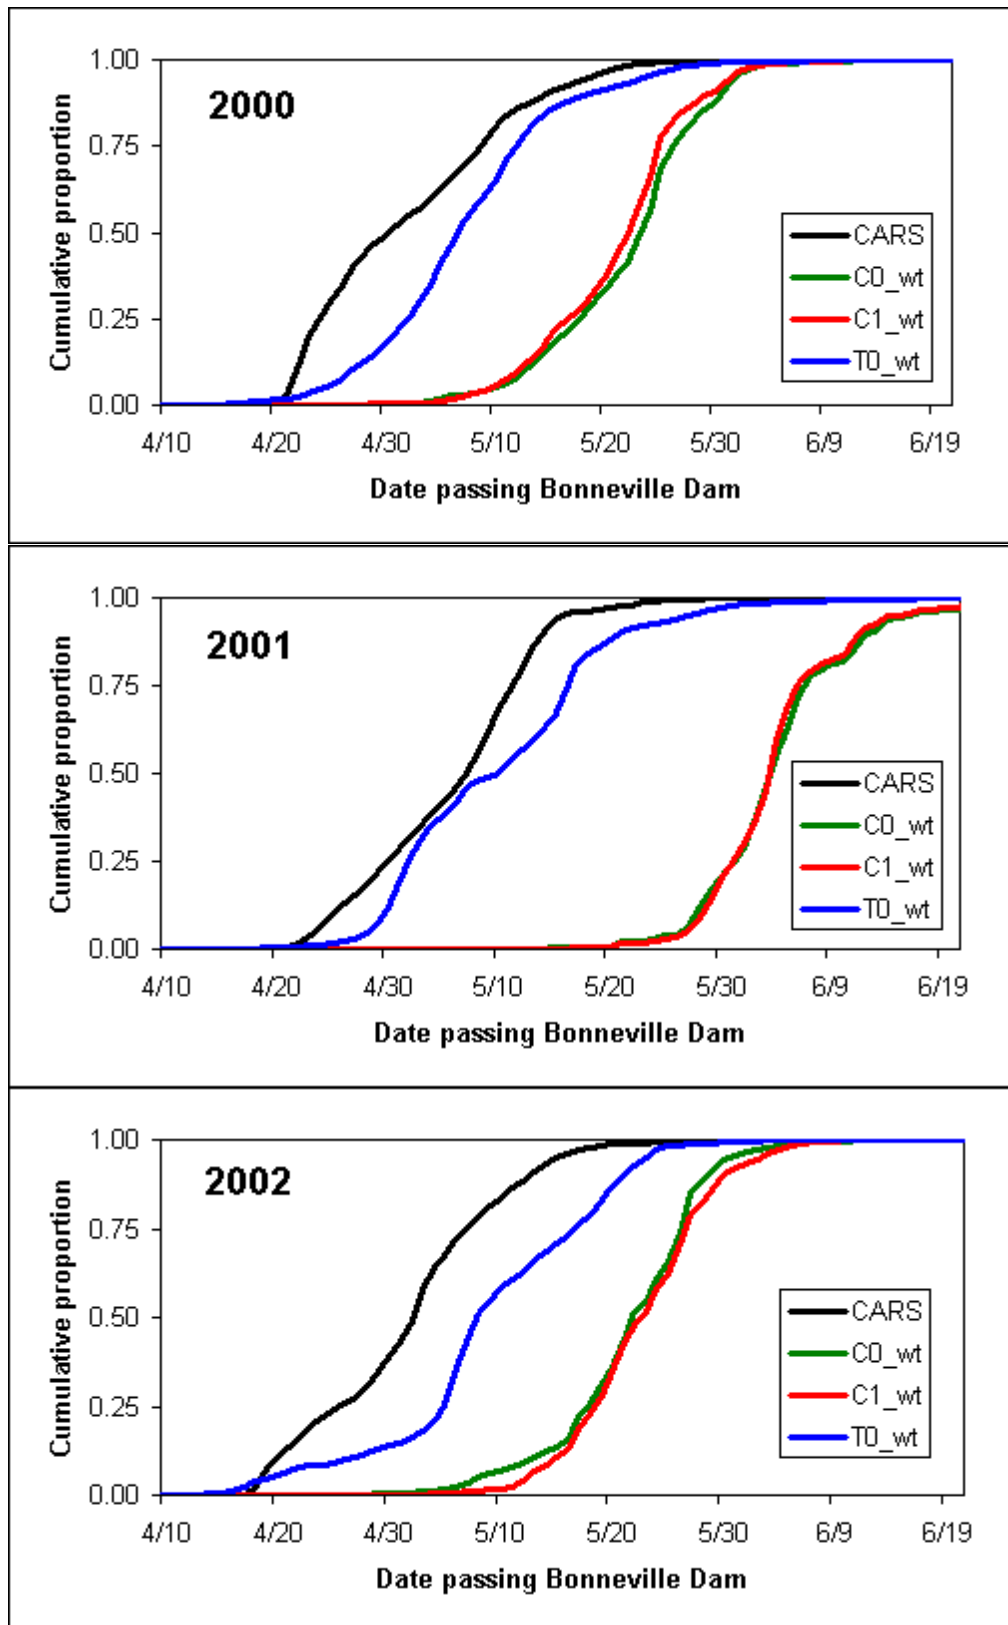 2000
Cumulative proportion
1.00
0.75
0.50
0.25
0.00
CARS
C0_wt
C1_wt
T0_wt
4/10 4/20 4/30 5/10 5/20 5/30 6/9 6/19
Date passing Bonneville Dam
2001
Cumulative proportion
1.00
0.75
0.50
0.25
0.00
CARS
C0_wt
C1_wt
T0_wt
4/10 4/20 4/30 5/10 5/20 5/30 6/9 6/19
Date passing Bonneville Dam
2002
Cumulative proportion
1.00
0.75
0.50
0.25
0.00
CARS
C0_wt
C1_wt
T0_wt
4/10 4/20 4/30 5/10 5/20 5/30 6/9 6/19
Date passing Bonneville Dam